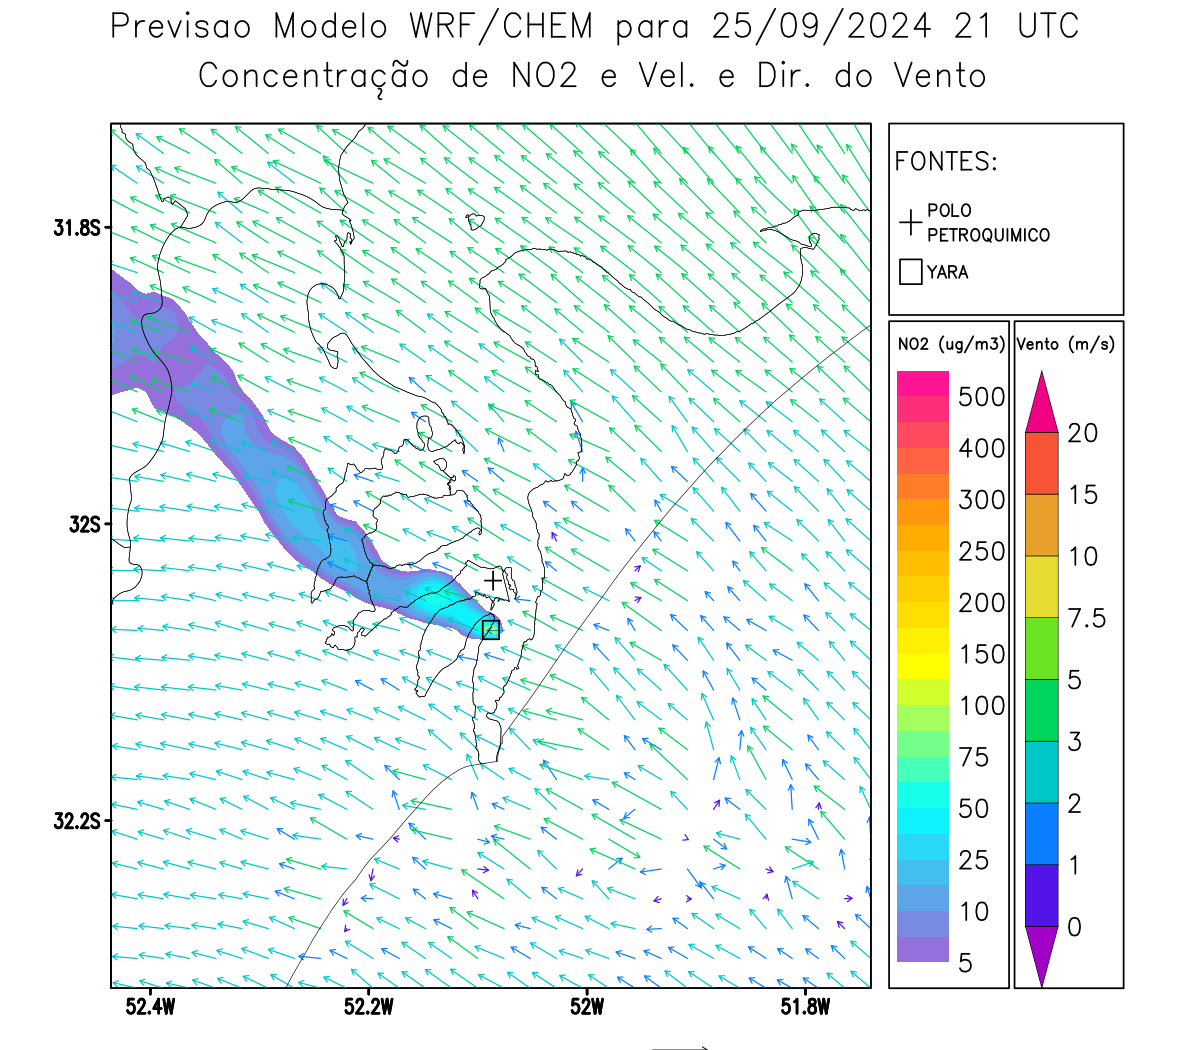 Previsao Modelo WRF/CHEM para 25/09/2024 21 UTC
Concentração de NO2 e Vel. e Dir. do Vento
FONTES:
POLO
PETROQUIMICO
YARA
NO2 (ug/m3)
500
400
300
250
200
150
100
75
50
25
10
5
Vento (m/s)
20
15
10
7.5
5
3
2
1
0
31.8S
32S
32.2S
52.4W
52.2W
52W
51.8W